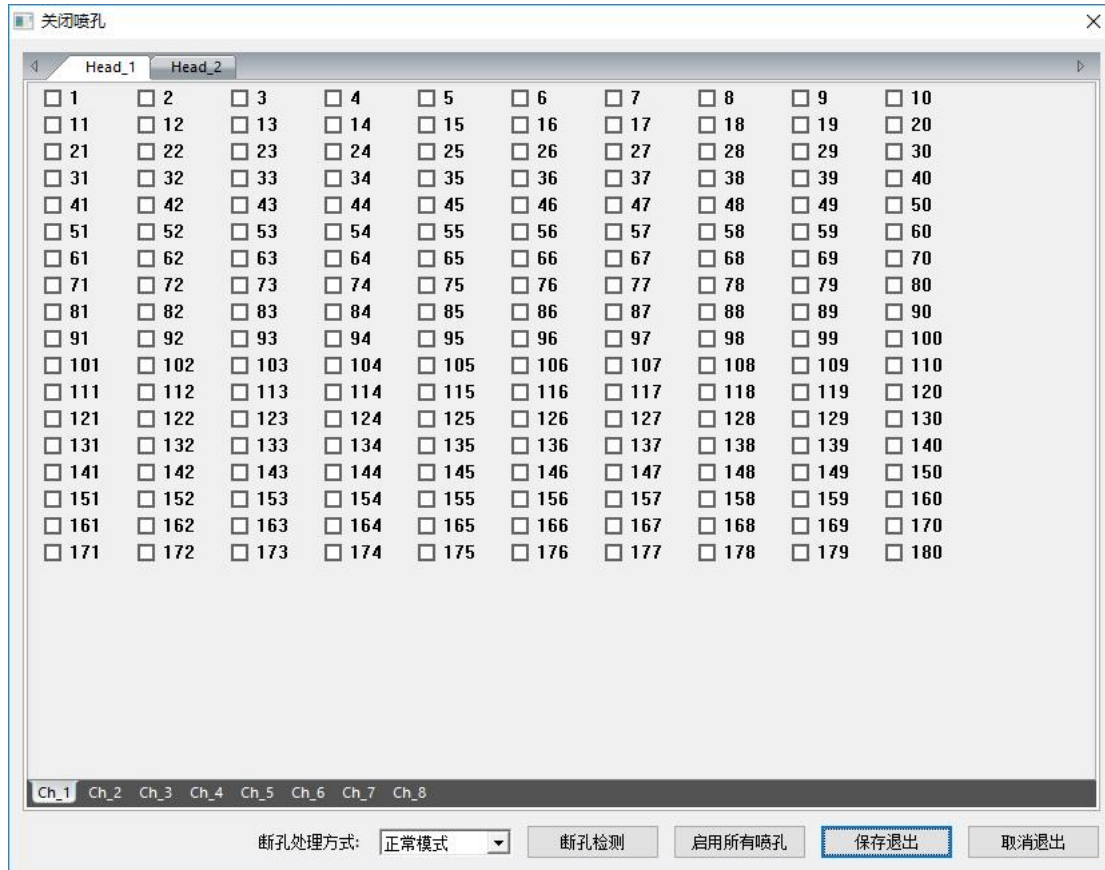 关闭喷孔
Head_1 Head_2
1 2 3 4 5 6 7 8 9 10
11 12 13 14 15 16 17 18 19 20
21 22 23 24 25 26 27 28 29 30
31 32 33 34 35 36 37 38 39 40
41 42 43 44 45 46 47 48 49 50
51 52 53 54 55 56 57 58 59 60
61 62 63 64 65 66 67 68 69 70
71 72 73 74 75 76 77 78 79 80
81 82 83 84 85 86 87 88 89 90
91 92 93 94 95 96 97 98 99 100
101 102 103 104 105 106 107 108 109 110
111 112 113 114 115 116 117 118 119 120
121 122 123 124 125 126 127 128 129 130
131 132 133 134 135 136 137 138 139 140
141 142 143 144 145 146 147 148 149 150
151 152 153 154 155 156 157 158 159 160
161 162 163 164 165 166 167 168 169 170
171 172 173 174 175 176 177 178 179 180
Ch_1 Ch_2 Ch_3 Ch_4 Ch_5 Ch_6 Ch_7 Ch_8
断孔处理方式: 正常模式 断孔检测 启用所有喷孔 保存退出 取消退出